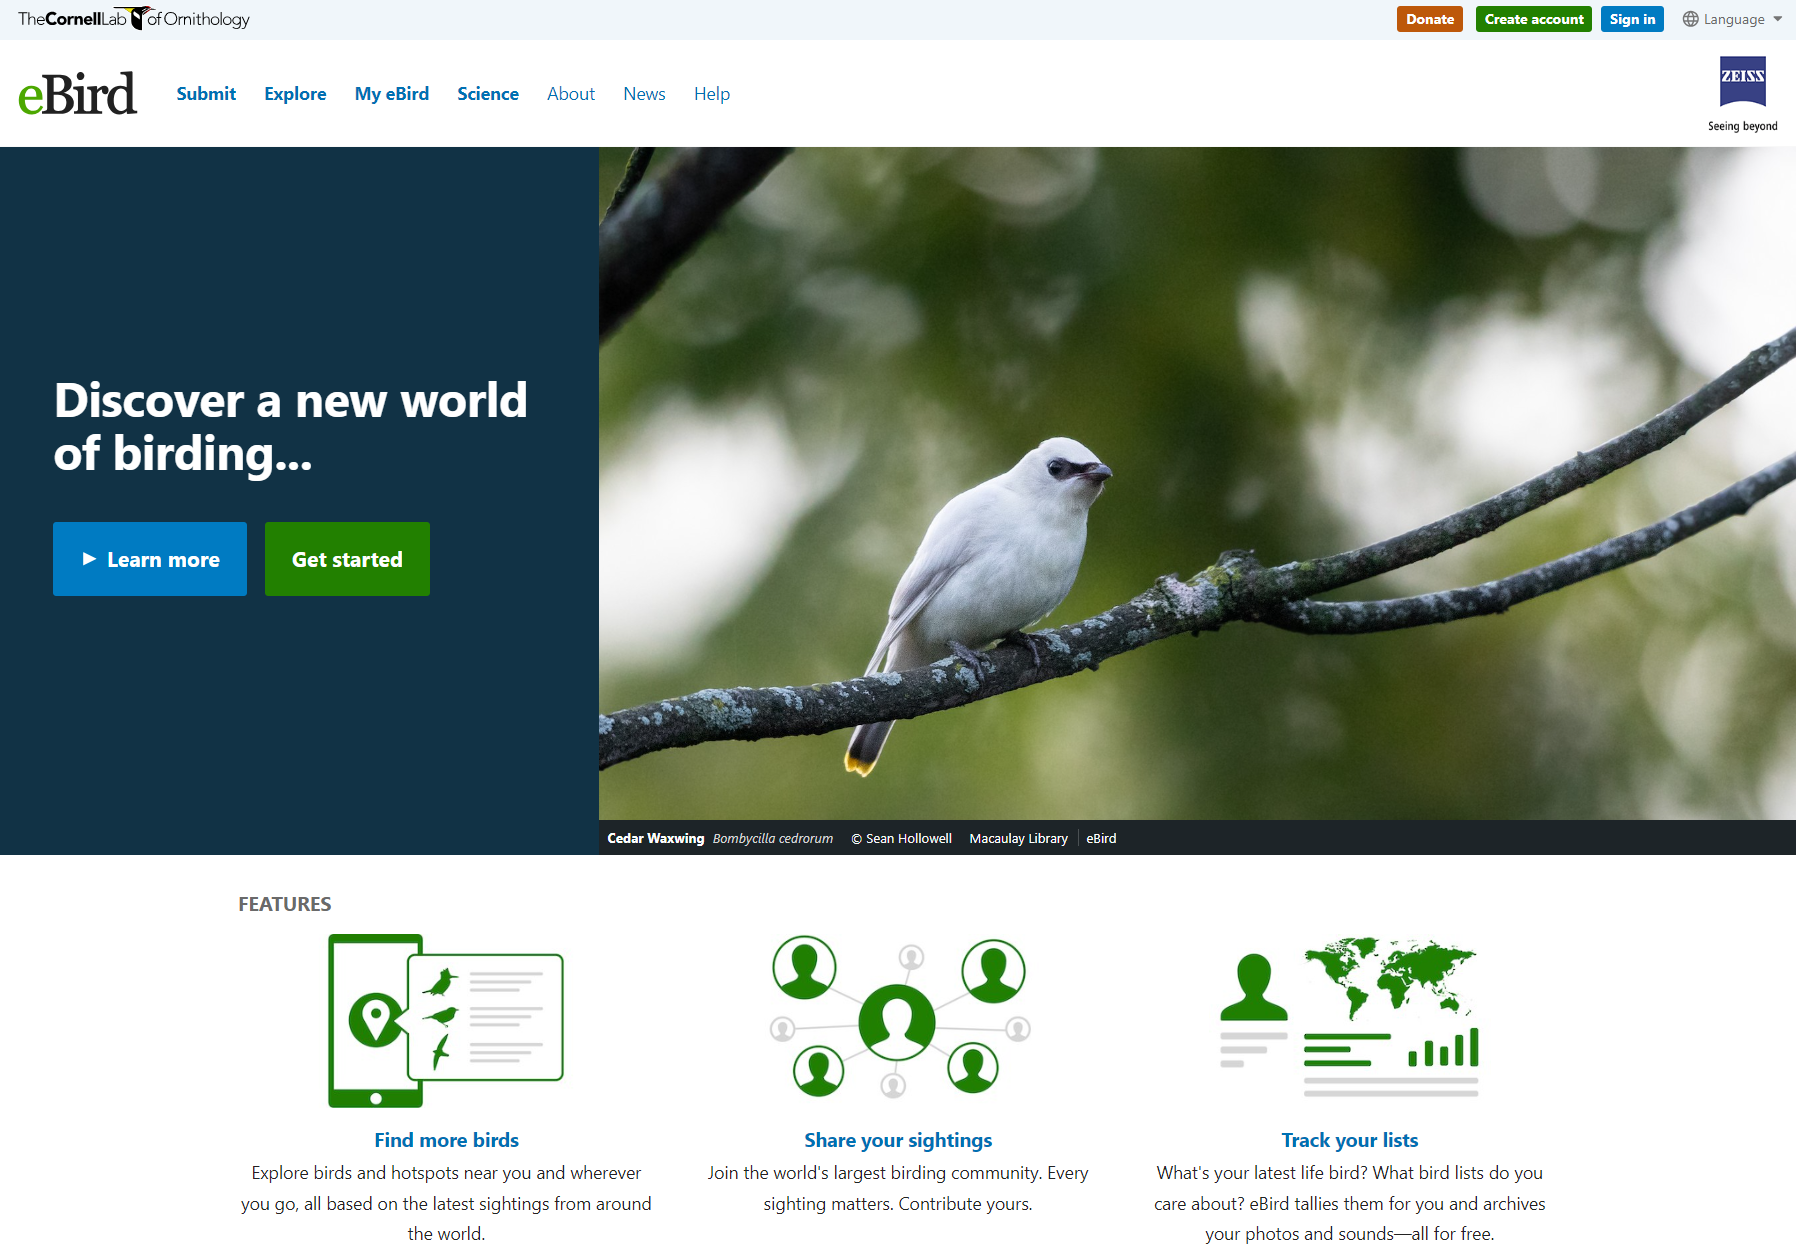 TheCornellLab of Ornithology
Donate
Create account
Sign in
Language
eBird
Submit
Explore
My eBird
Science
About
News
Help
ZEISS
Seeing beyond
Discover a new world
of birding...
Learn more
Get started
Cedar Waxwing Bombycilla cedrorum © Sean Hollowell Macaulay Library eBird
FEATURES
Find more birds
Explore birds and hotspots near you and wherever
you go, all based on the latest sightings from around
the world.
Share your sightings
Join the world's largest birding community. Every
sighting matters. Contribute yours.
Track your lists
What's your latest life bird? What bird lists do you
care about? eBird tallies them for you and archives
your photos and sounds—all for free.